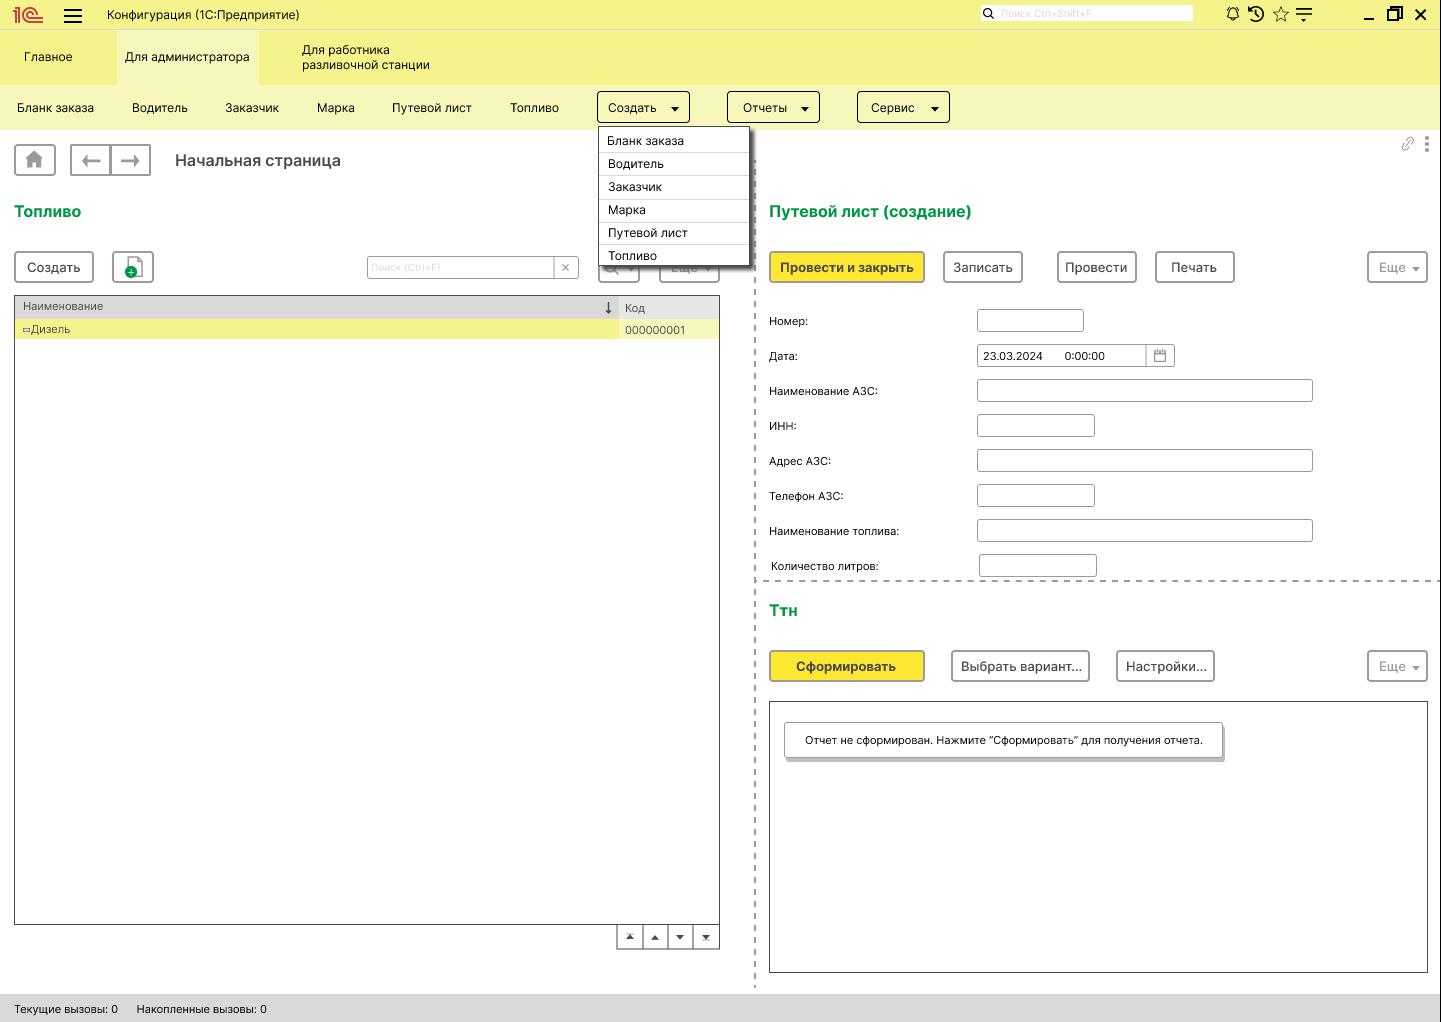 1С
Конфигурация (1С:Предприятие)
Поиск Ctrl+Shift+F
Главное
Для администратора
Для работника
разливочной станции
Бланк заказа
Водитель
Заказчик
Марка
Путевой лист
Топливо
Создать
Отчеты
Сервис
Бланк заказа
Водитель
Заказчик
Марка
Путевой лист
Топливо
Начальная страница
Топливо
Создать
Поиск (Ctrl+F)
Еще
Наименование
Код
Дизель
000000001
Путевой лист (создание)
Провести и закрыть
Записать
Провести
Печать
Еще
Номер:
Дата:
23.03.2024 0:00:00
Наименование АЗС:
ИНН:
Адрес АЗС:
Телефон АЗС:
Наименование топлива:
Количество литров:
Ттн
Сформировать
Выбрать вариант...
Настройки...
Еще
Отчет не сформирован. Нажмите “Сформировать” для получения отчета.
Текущие вызовы: 0 Накопленные вызовы: 0